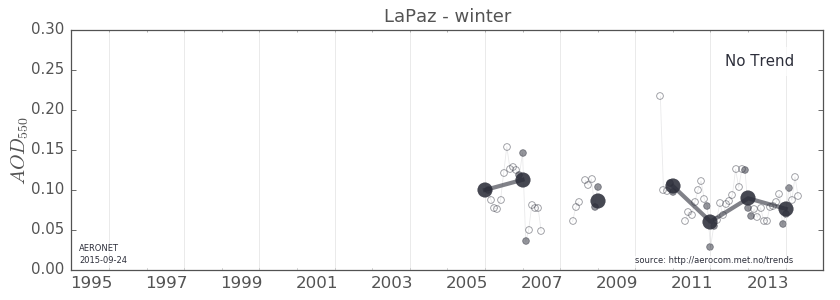 LaPaz - winter
0.30
0.25
0.20
0.15
0.10
0.05
0.00
AOD550
No Trend
AERONET
2015-09-24
source: http://aerocom.met.no/trends
1995 1997 1999 2001 2003 2005 2007 2009 2011 2013